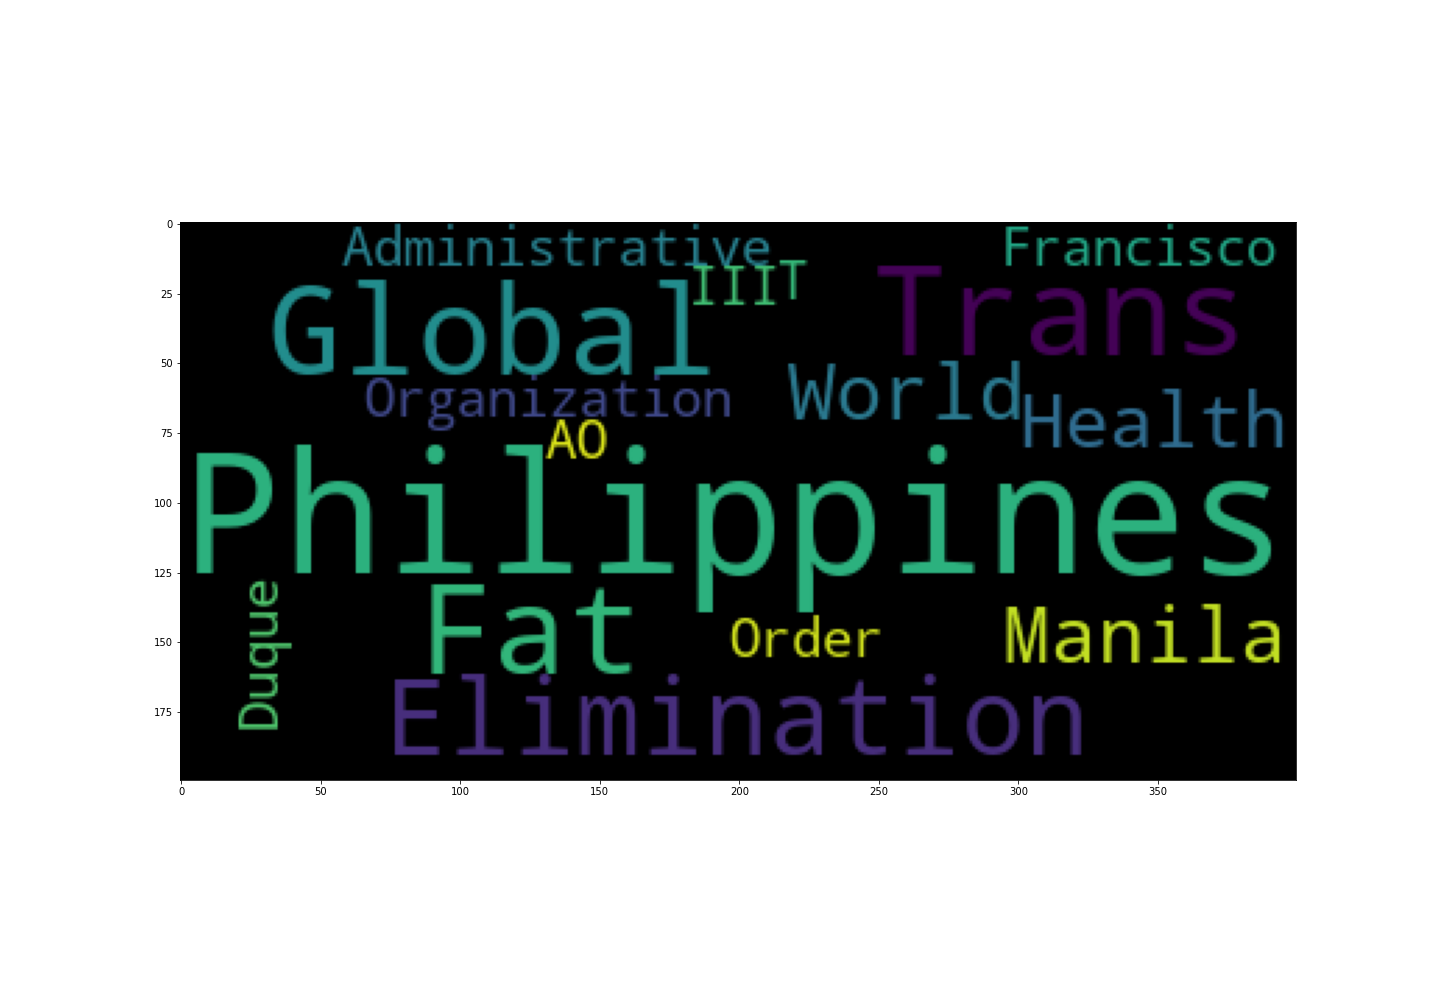 0
Administrative
Francisco
IIIT
25
Global
Trans
50
Organization
World
75
AO
Health
100
Philippines
125
Duque
Fat
150
Order
Manila
175
Elimination
0 50 100 150 200 250 300 350